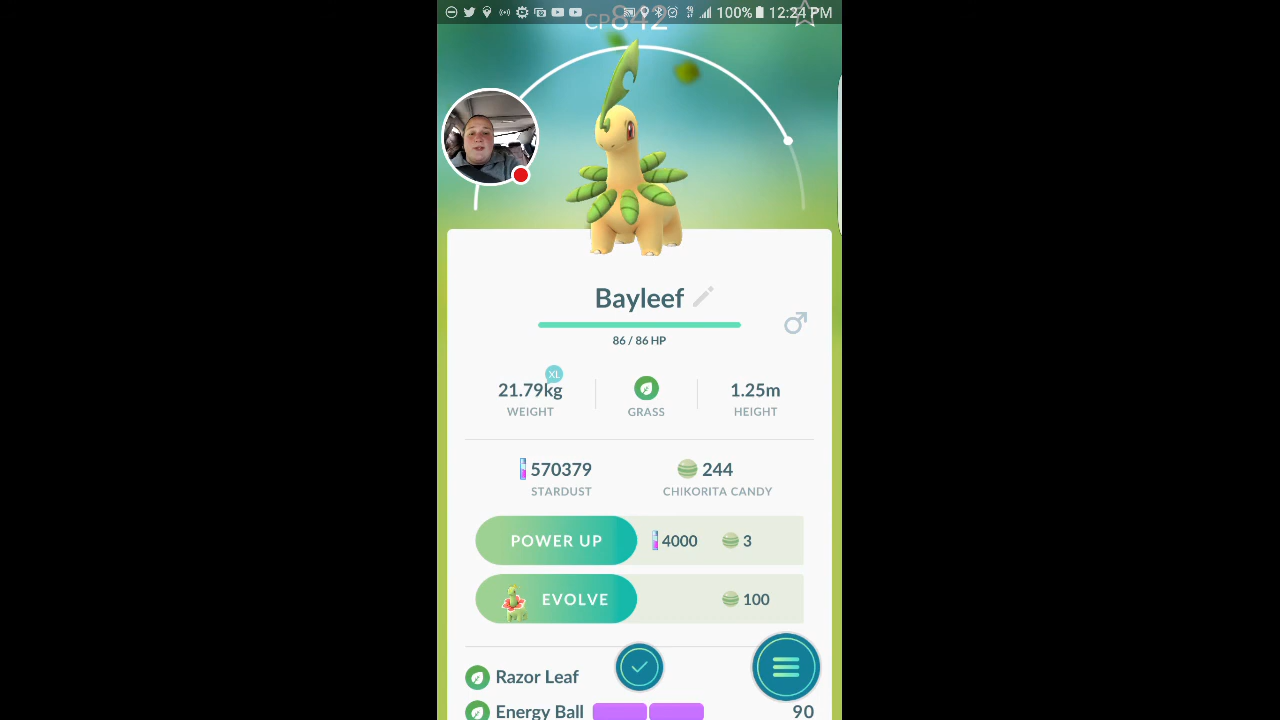 100% 12:24 PM
CP842
Bayleef
86 / 86 HP
XL
21.79kg
WEIGHT
GRASS
1.25m
HEIGHT
570379
STARDUST
244
CHIKORITA CANDY
POWER UP 4000 3
EVOLVE 100
Razor Leaf
Energy Ball 90